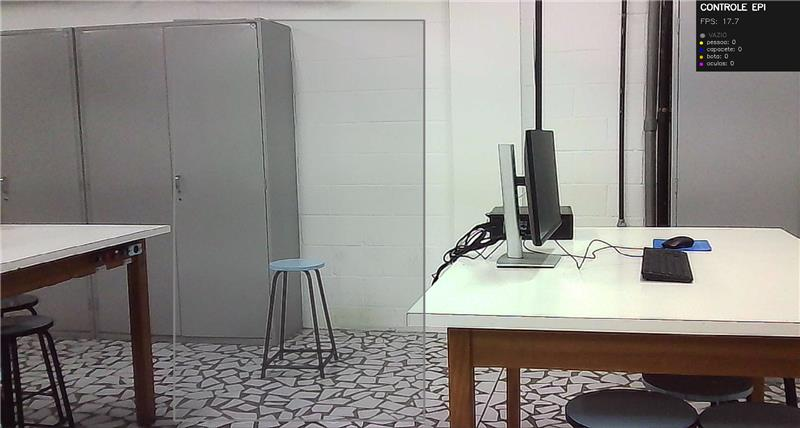 CONTROLE EPI
FPS: 17.7
VAZIO
pessoa: 0
capacete: 0
bota: 0
oculos: 0